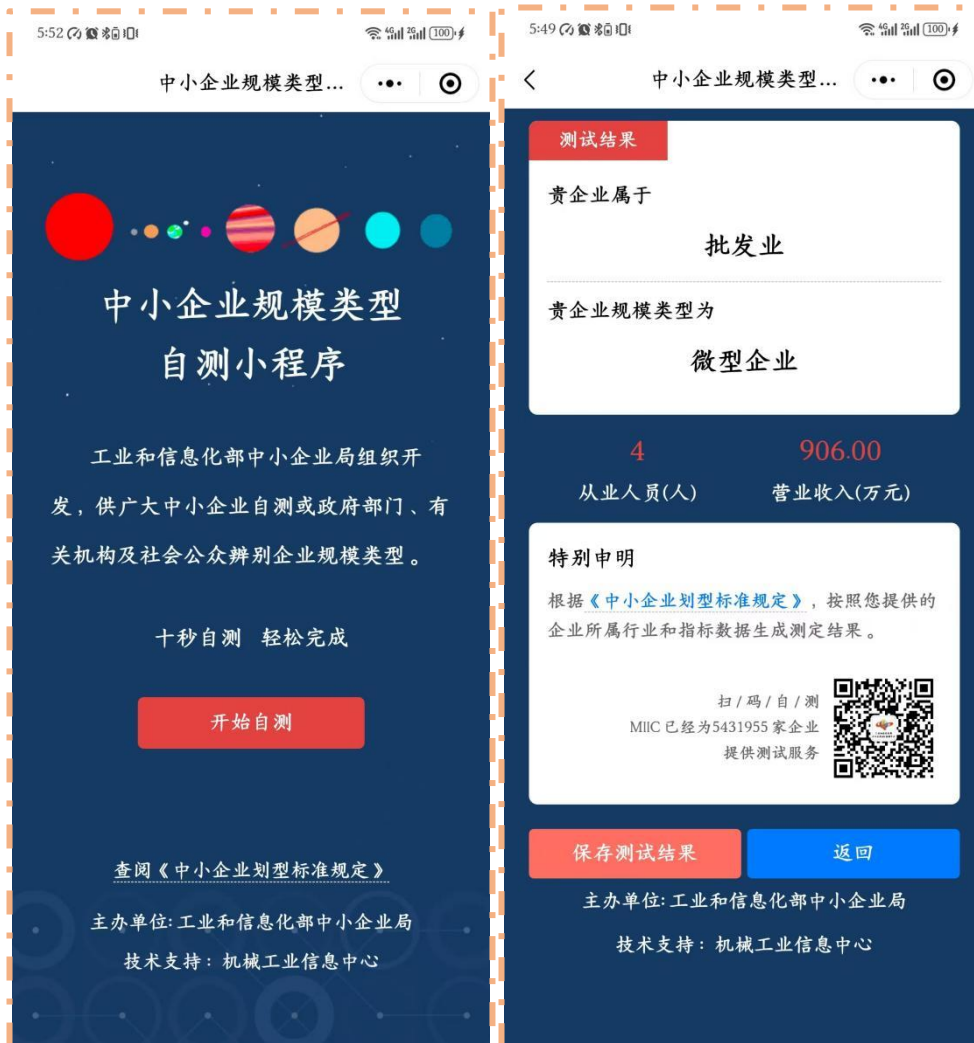 5:52
4G 2G 100
中小企业规模类型...
中小企业规模类型
自测小程序
工业和信息化部中小企业局组织开
发，供广大中小企业自测或政府部门、有
关机构及社会公众辨别企业规模类型。
十秒自测 轻松完成
开始自测
查阅《中小企业划型标准规定》
主办单位:工业和信息化部中小企业局
技术支持：机械工业信息中心
5:49
4G 2G 100
中小企业规模类型...
测试结果
贵企业属于
批发业
贵企业规模类型为
微型企业
4 906.00
从业人员(人) 营业收入(万元)
特别申明
根据《中小企业划型标准规定》，按照您提供的
企业所属行业和指标数据生成测定结果。
扫/码/自/测
MIIC 已经为5431955 家企业
提供测试服务
保存测试结果 返回
主办单位:工业和信息化部中小企业局
技术支持：机械工业信息中心